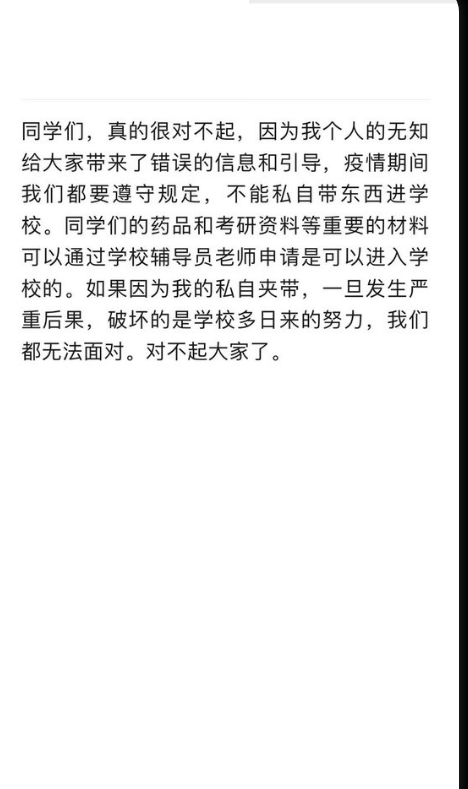 同学们，真的很对不起，因为我个人的无知
给大家带来了错误的信息和引导，疫情期间
我们都要遵守规定，不能私自带东西进学
校。同学们的药品和考研资料等重要的材料
可以通过学校辅导员老师申请是可以进入学
校的。如果因为我的私自夹带，一旦发生严
重后果，破坏的是学校多日来的努力，我们
都无法面对。对不起大家了。